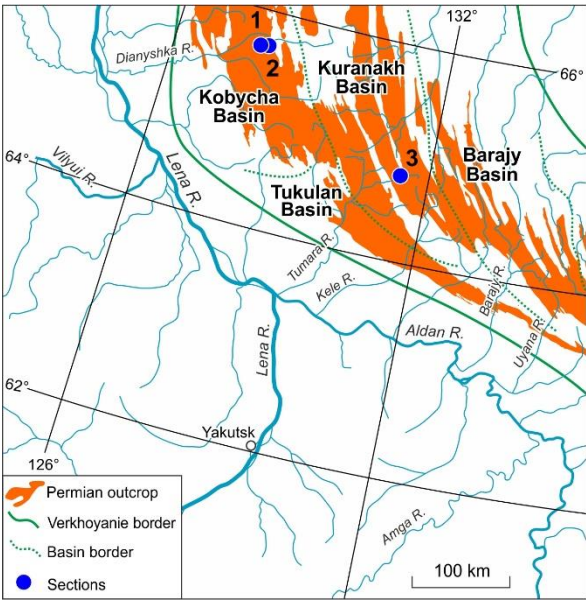 1
132°
Dianyshka R.
2
Kuranakh
Basin
66°
Kobycha
Basin
3
Barajy
Basin
Vilyui R.
64°
Lena R.
Tukulan
Basin
Tumara R.
Kele R.
Barajy R.
Aldan R.
Uyana R.
Lena R.
62°
Yakutsk
126°
Amga R.
Permian outcrop
Verkhoyanie border
Basin border
Sections
100 km